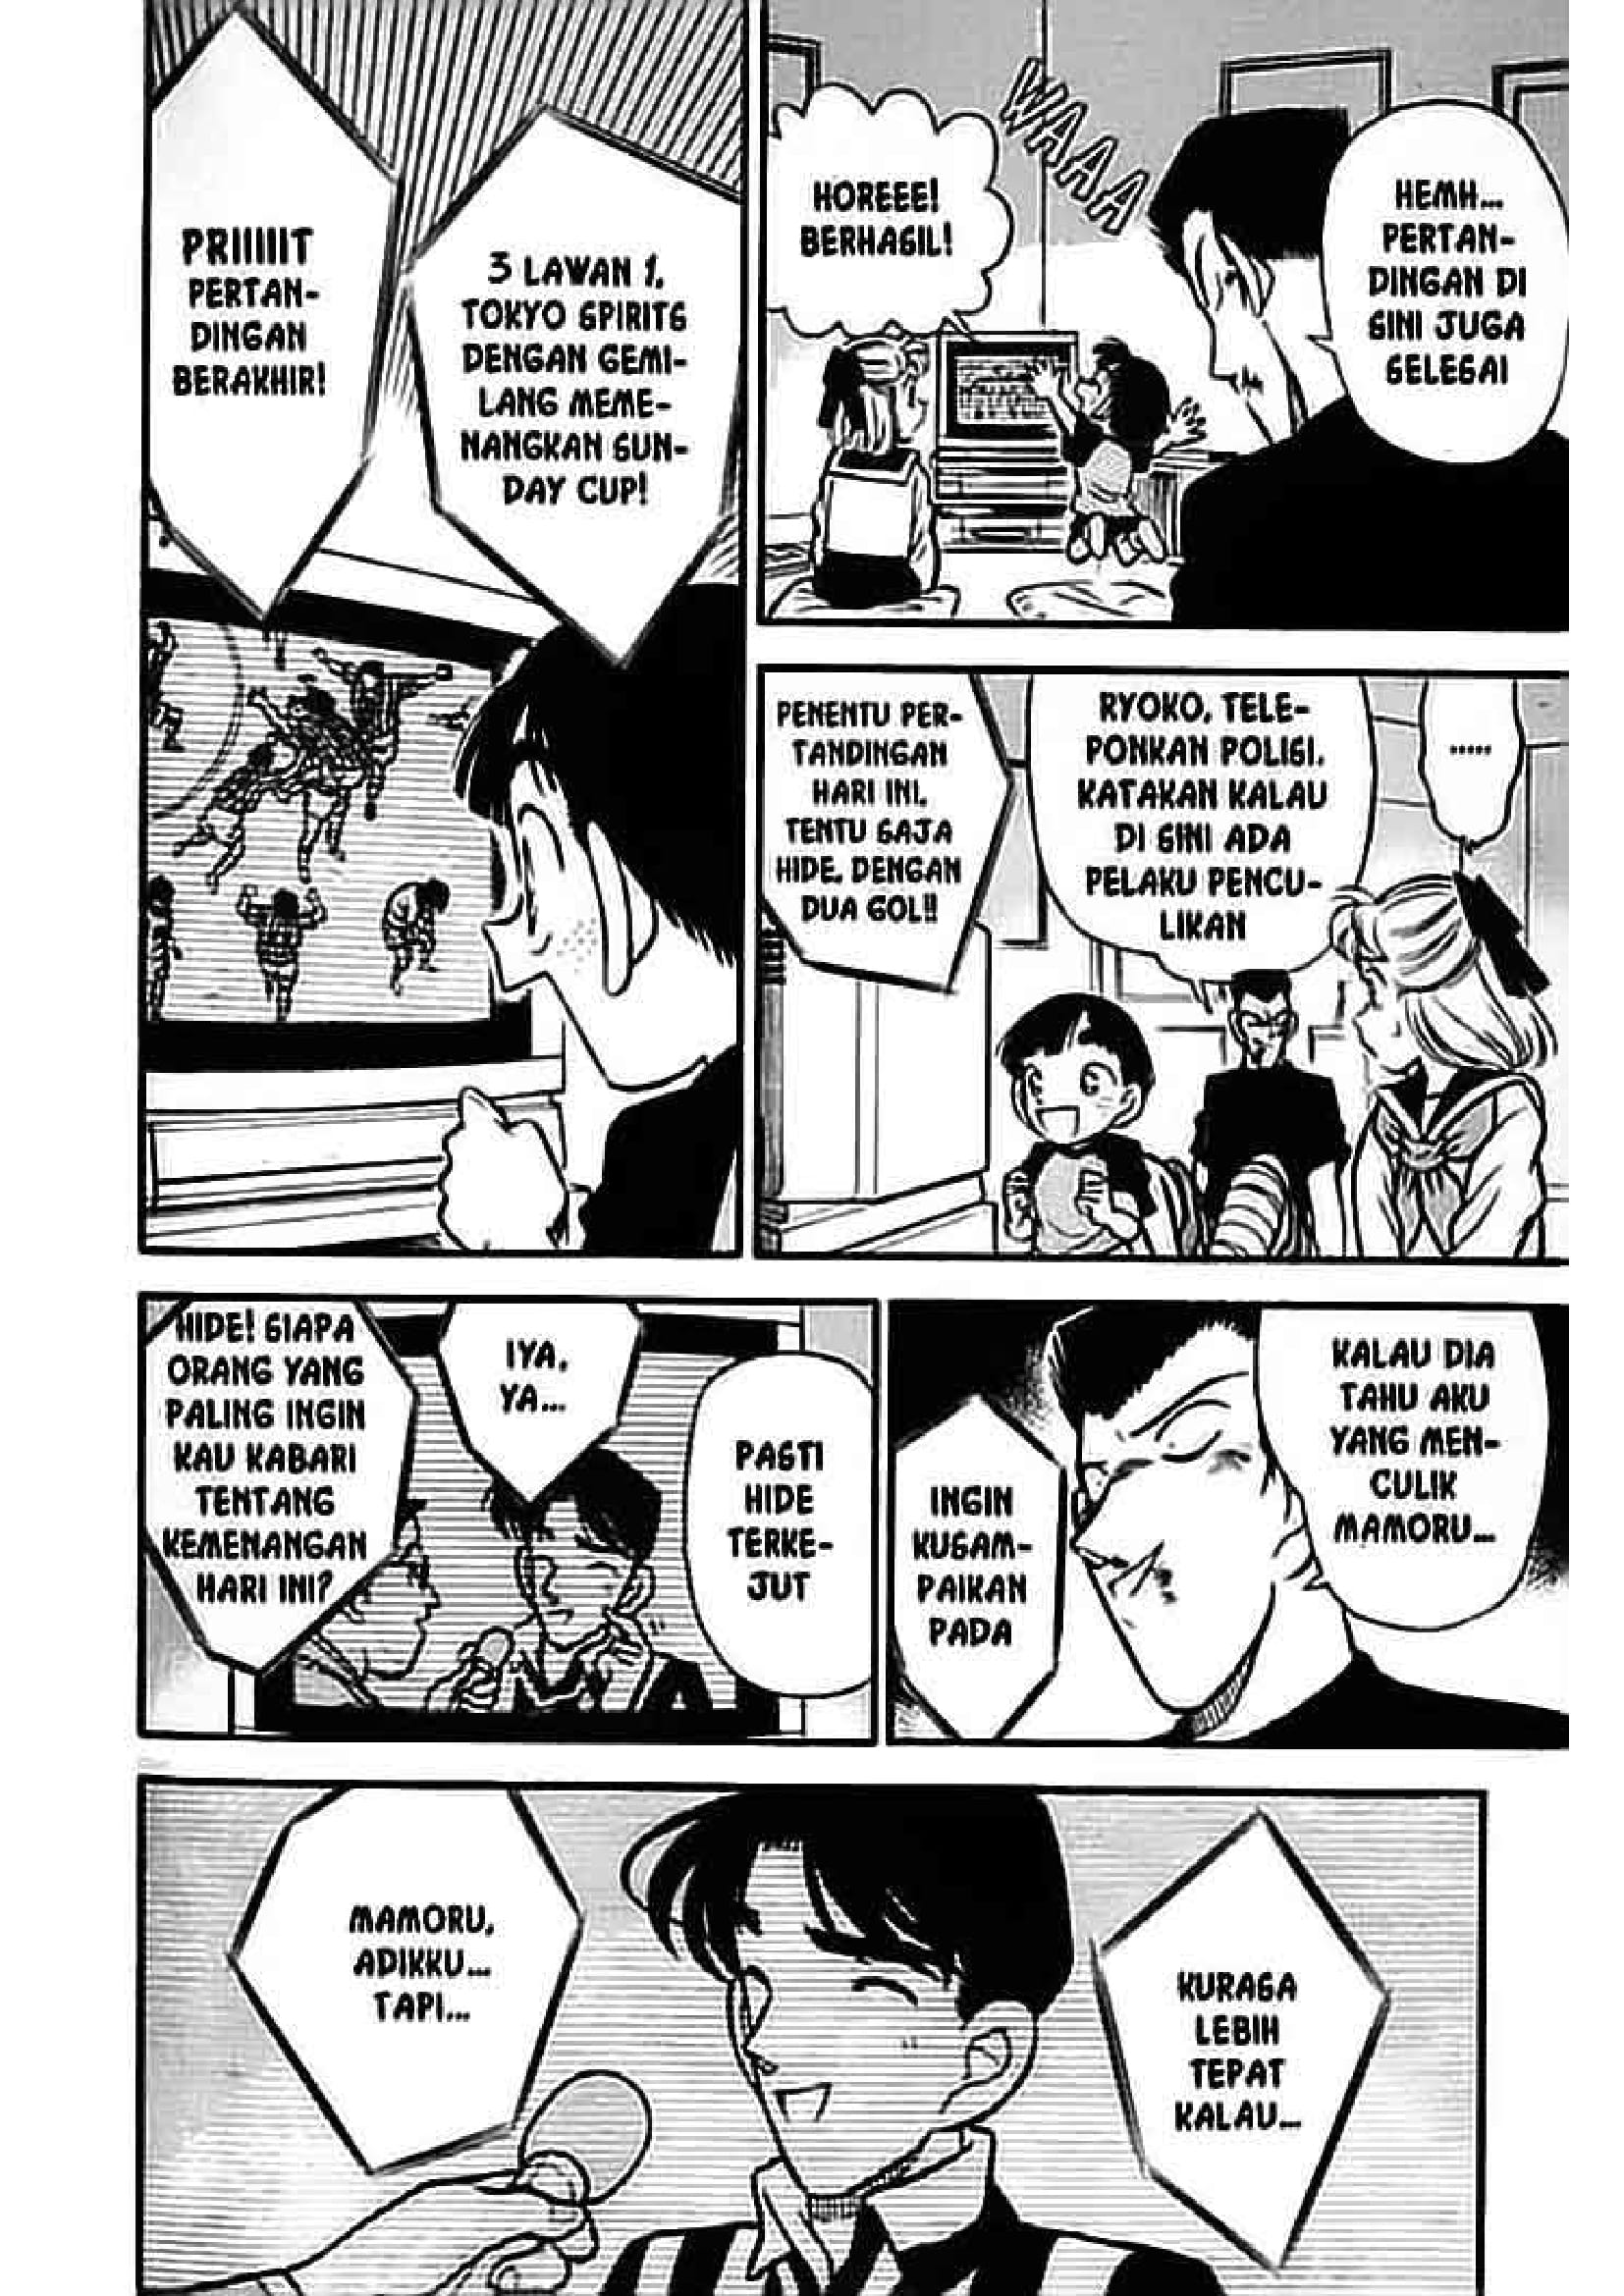 PRIIIIIT
PERTAN-
DINGAN
BERAKHIR!
3 LAWAN 1,
TOKYO SPIRITS
DENGAN GEMI-
LANG MEME-
NANGKAN SUN-
DAY CUP!
HOREEE!
BERHASIL!
WAAA
HEMH...
PERTAN-
DINGAN DI
SINI JUGA
SELESAI
PENENTU PER-
TANDINGAN
HARI INI,
TENTU SAJA
HIDE, DENGAN
DUA GOL!!
RYOKO, TELE-
PONKAN POLISI.
KATAKAN KALAU
DI SINI ADA
PELAKU PENCU-
LIKAN
.....
HIDE! SIAPA
ORANG YANG
PALING INGIN
KAU KABARI
TENTANG
KEMENANGAN
HARI INI?
IYA,
YA...
PASTI
HIDE
TERKE-
JUT
INGIN
KUSAM-
PAIKAN
PADA
KALAU DIA
TAHU AKU
YANG MEN-
CULIK
MAMORU...
MAMORU,
ADIKKU...
TAPI...
KURASA
LEBIH
TEPAT
KALAU...